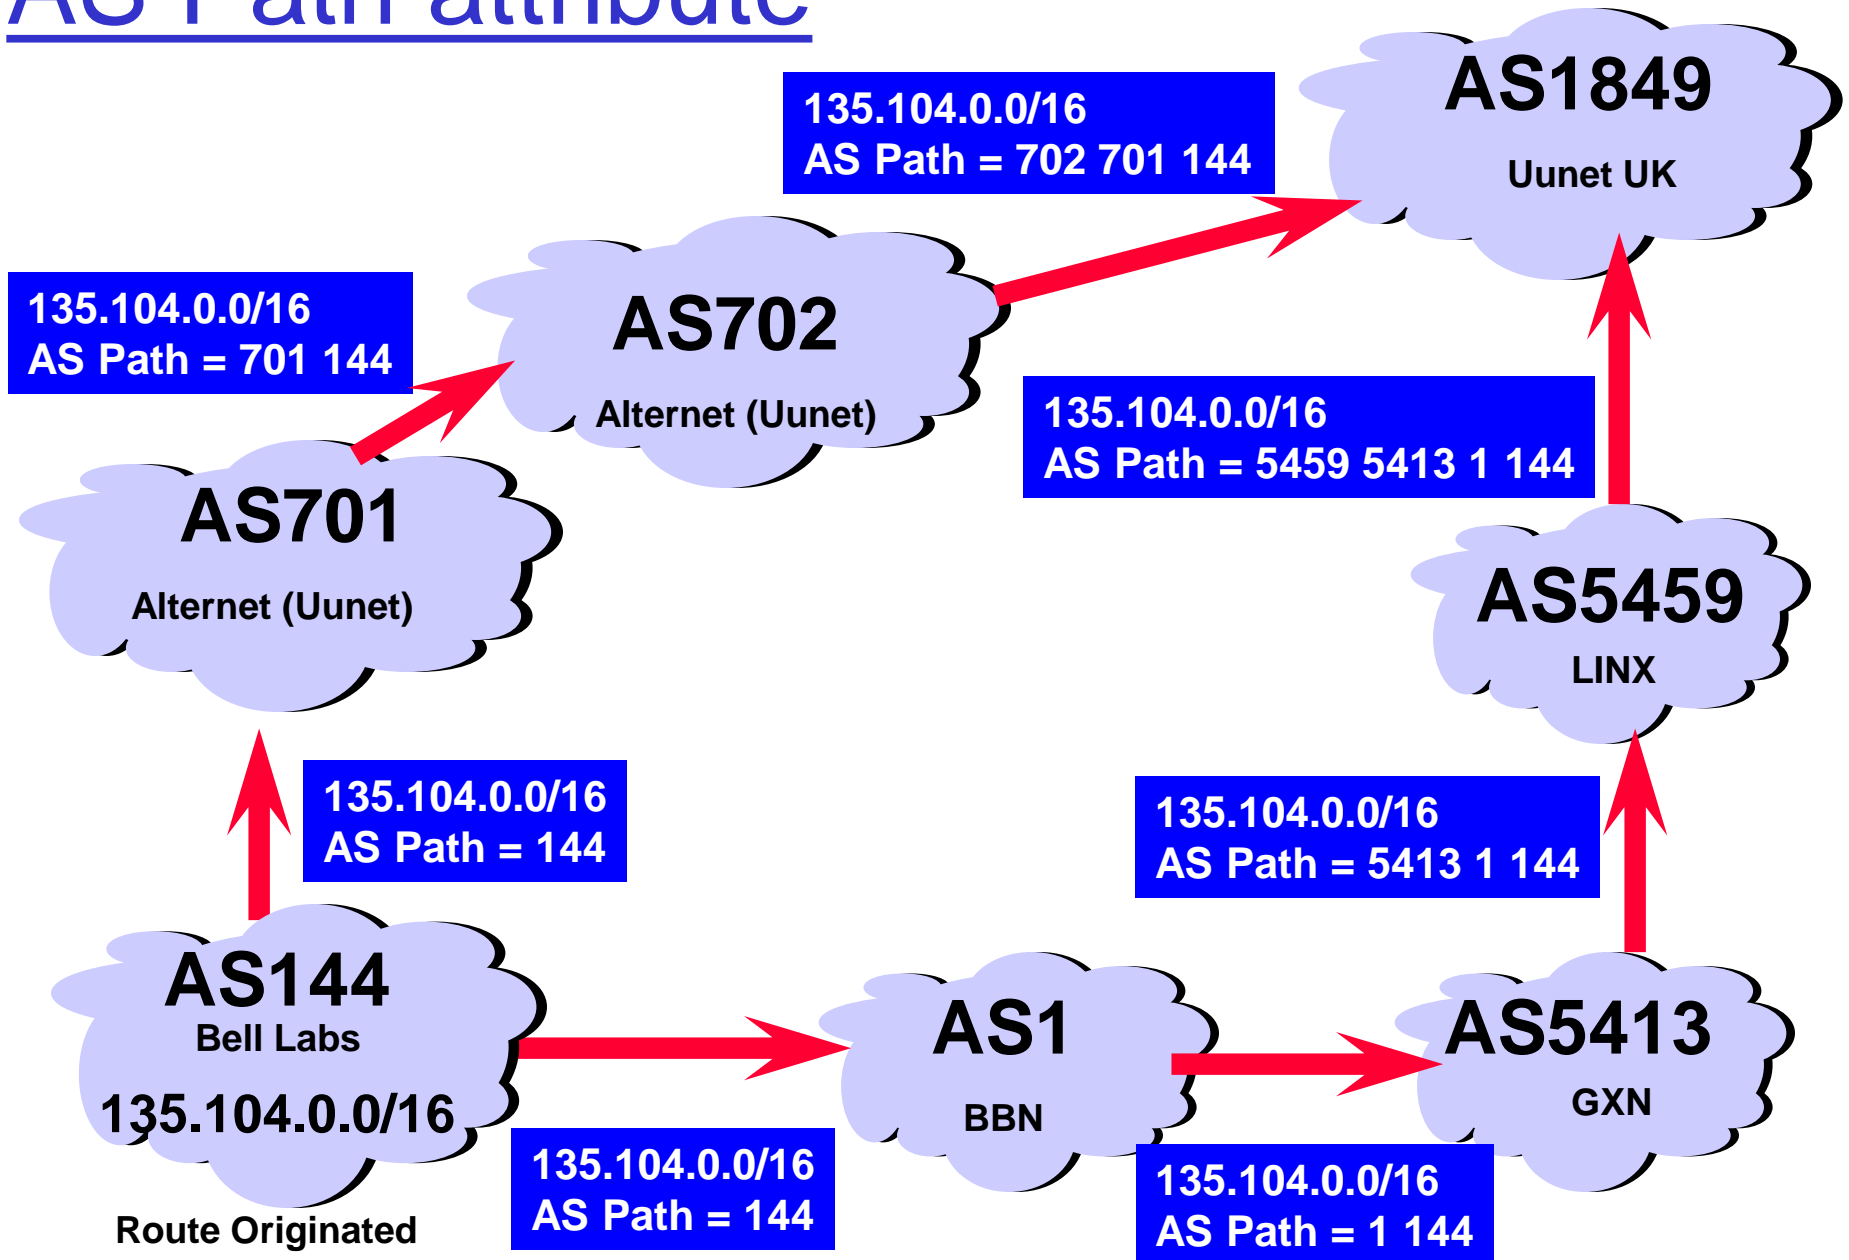 AS Path attribute
AS1849
Uunet UK
135.104.0.0/16
AS Path = 702 701 144
AS702
Alternet (Uunet)
135.104.0.0/16
AS Path = 701 144
135.104.0.0/16
AS Path = 5459 5413 1 144
AS701
Alternet (Uunet)
AS5459
LINX
135.104.0.0/16
AS Path = 144
135.104.0.0/16
AS Path = 5413 1 144
AS144
Bell Labs
135.104.0.0/16
AS1
BBN
AS5413
GXN
135.104.0.0/16
AS Path = 144
135.104.0.0/16
AS Path = 1 144
Route Originated